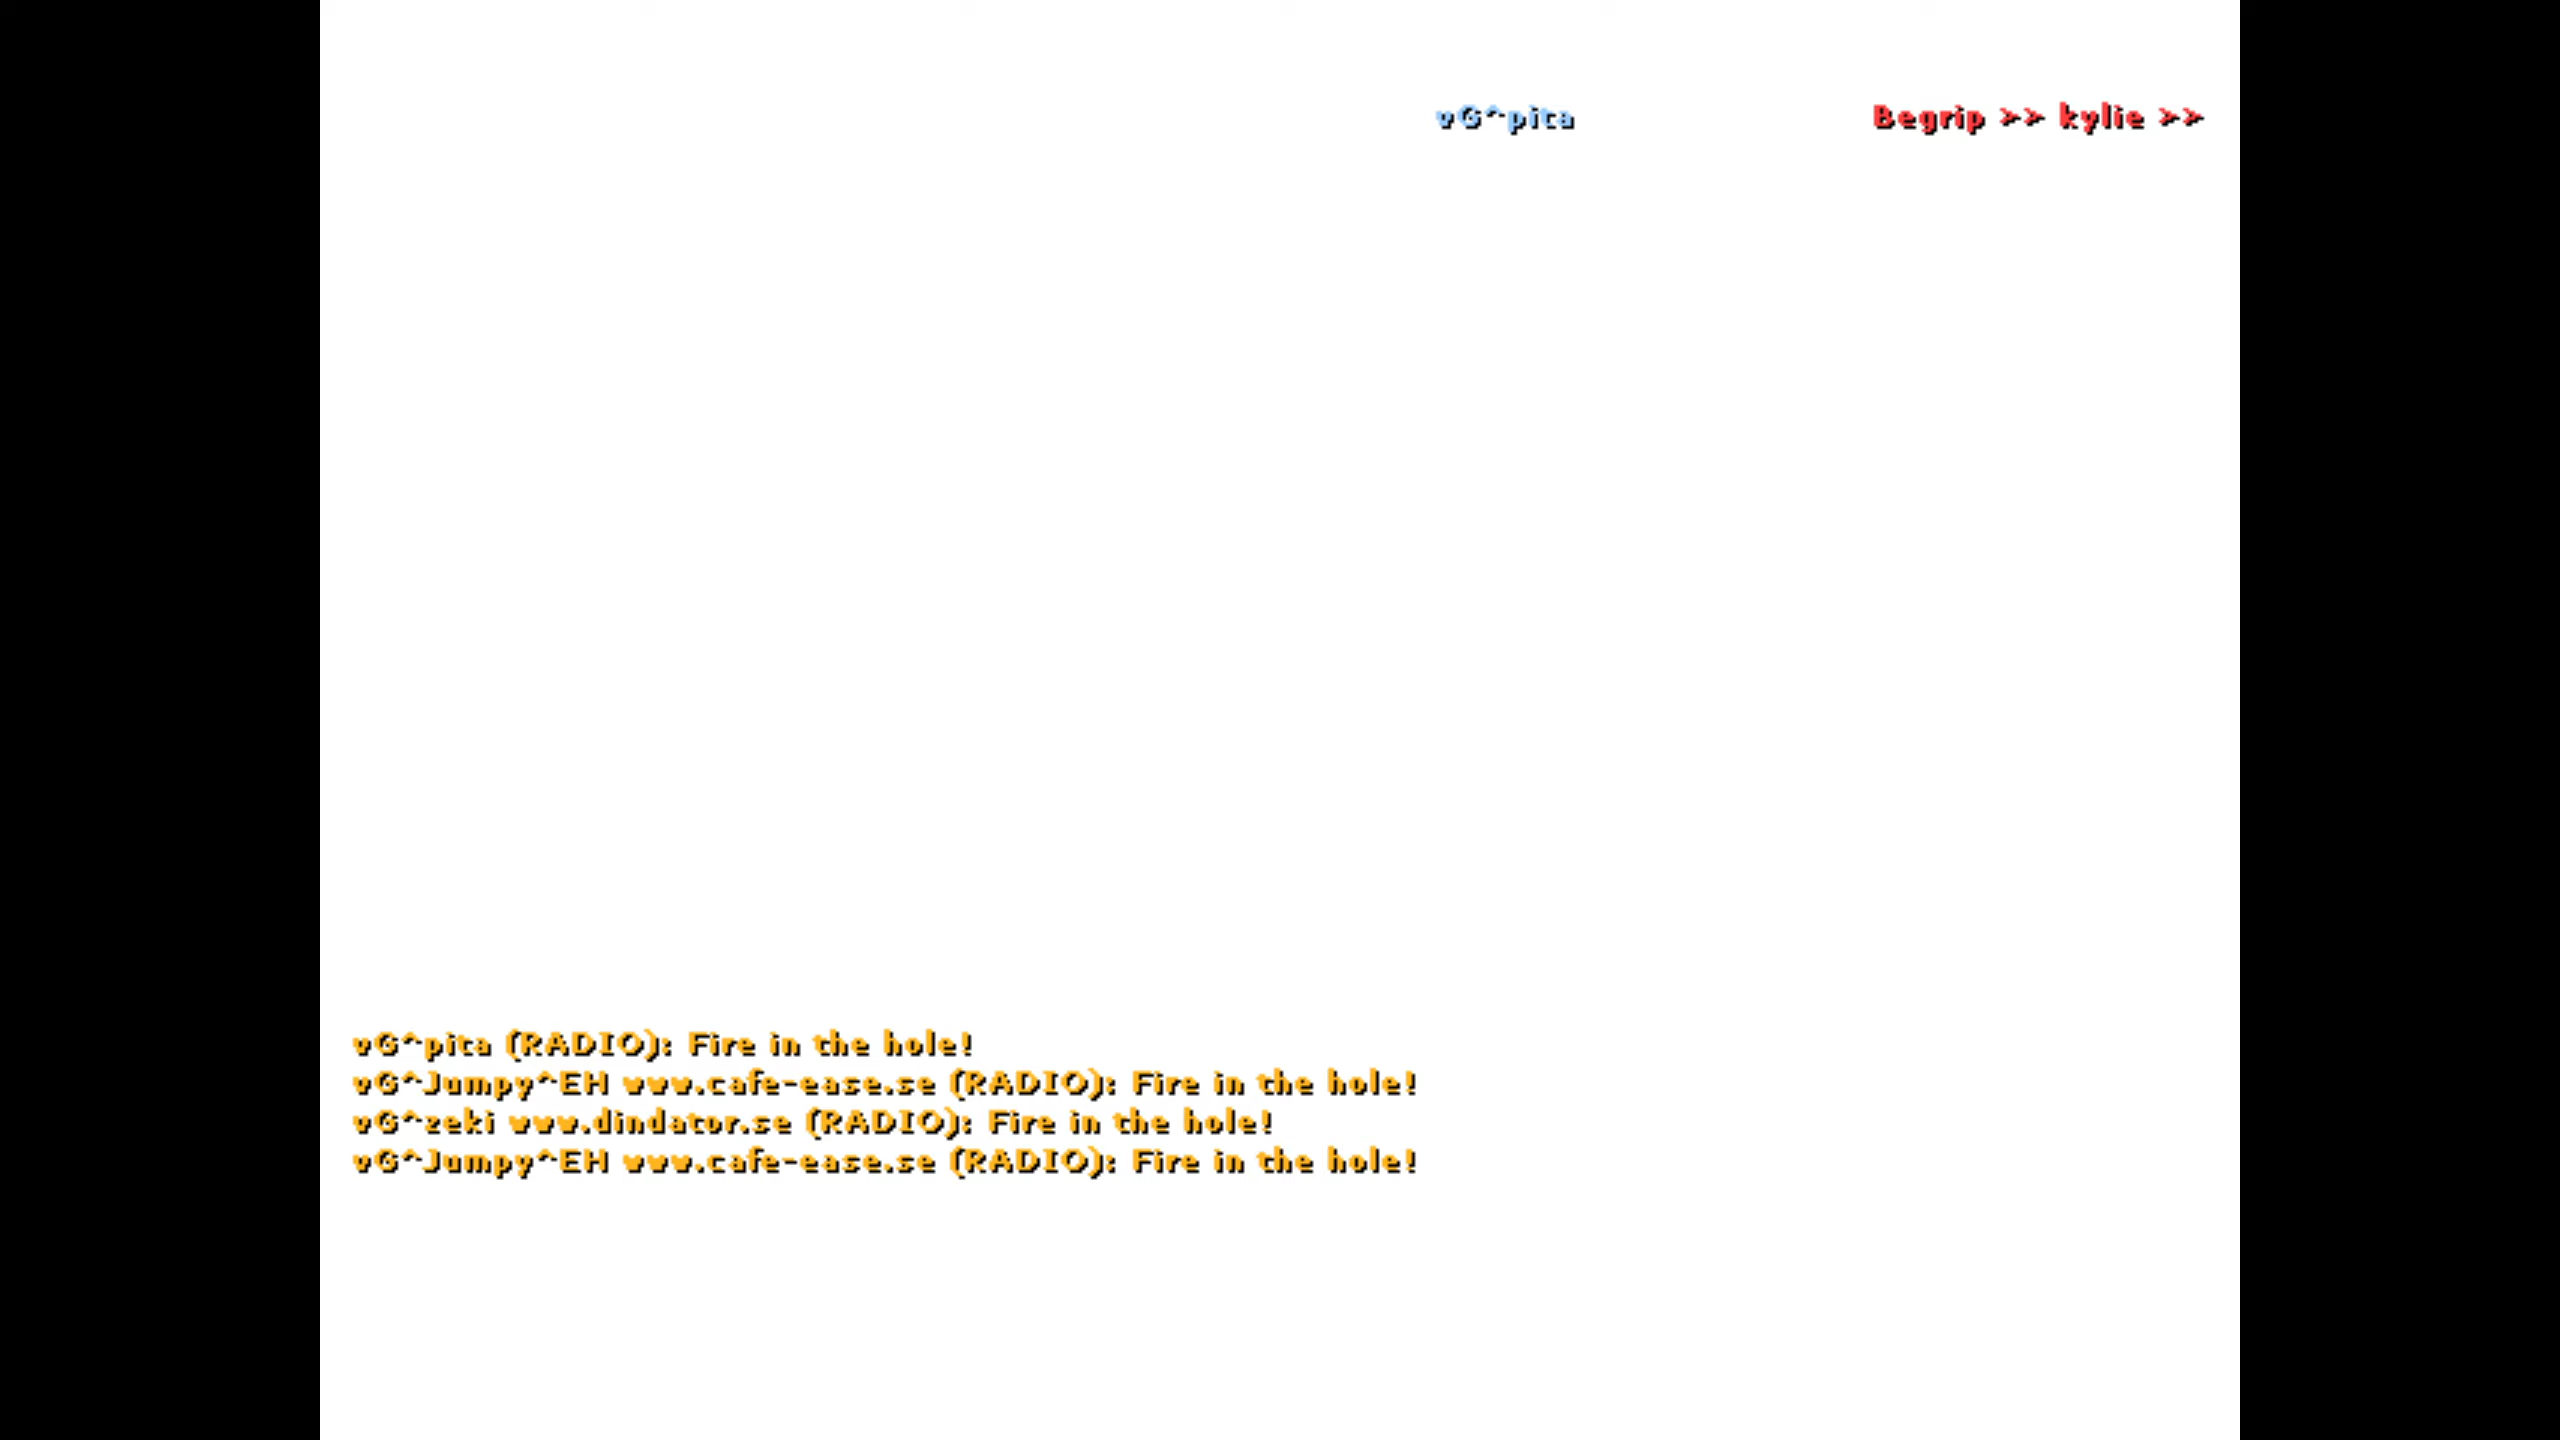 vG^pita Begrip >> kylie >>
vG^pita (RADIO): Fire in the hole!
vG^Jumpy^EH www.cafe-ease.se (RADIO): Fire in the hole!
vG^zeki www.dindator.se (RADIO): Fire in the hole!
vG^Jumpy^EH www.cafe-ease.se (RADIO): Fire in the hole!